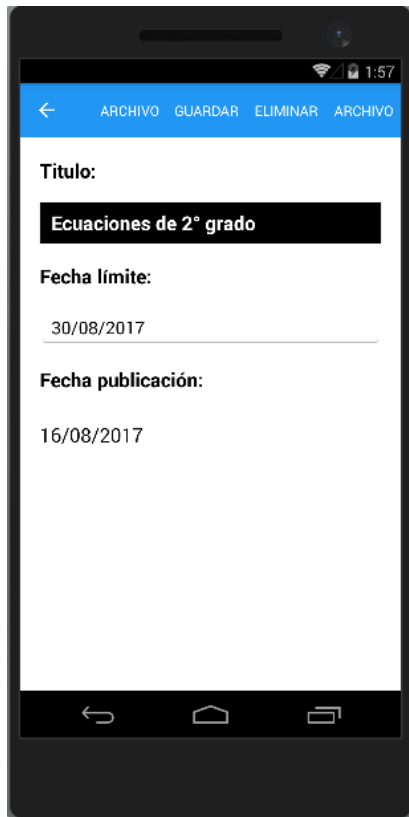 1:57
ARCHIVO GUARDAR ELIMINAR ARCHIVO
Titulo:
Ecuaciones de 2° grado
Fecha límite:
30/08/2017
Fecha publicación:
16/08/2017